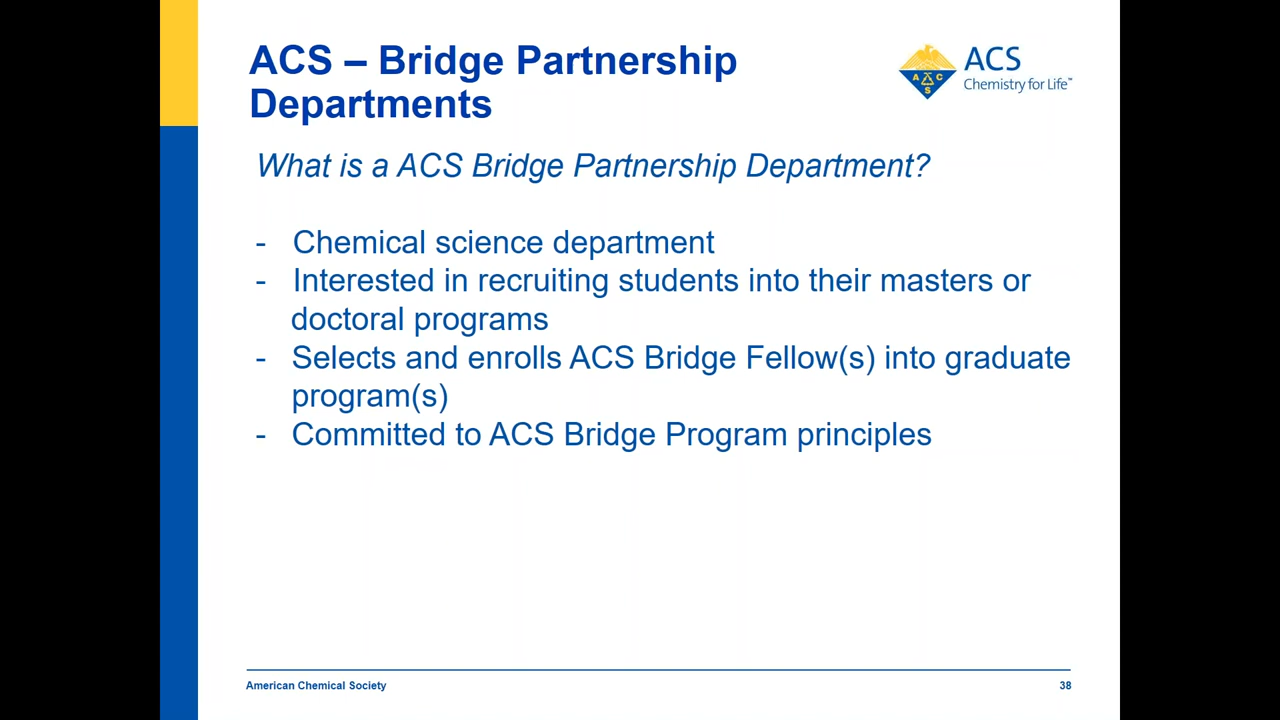 ACS – Bridge Partnership
Departments
ACS
Chemistry for Life™
A C S
What is a ACS Bridge Partnership Department?
- Chemical science department
- Interested in recruiting students into their masters or
doctoral programs
- Selects and enrolls ACS Bridge Fellow(s) into graduate
program(s)
- Committed to ACS Bridge Program principles
American Chemical Society
38